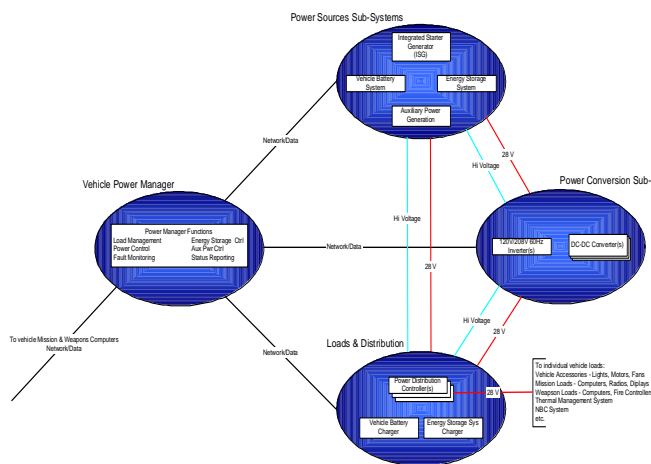 Power Sources Sub-Systems
Integrated Starter
Generator
(ISG)
Vehicle Battery
System
Energy Storage
System
Auxiliary Power
Generation
Network/Data
28 V
Hi Voltage
Vehicle Power Manager
Power Conversion Sub-
Hi Voltage
Power Manager Functions
Load Management
Energy Storage Ctrl
Power Control
Aux Pwr Ctrl
Fault Monitoring
Status Reporting
Network/Data
120V/208V 60Hz
Inverter(s)
DC-DC Converter(s)
28 V
Hi Voltage
28 V
To vehicle Mission & Weapons Computers
Network/Data
Network/Data
Loads & Distribution
Power Distribution
Controller(s)
28 V
Vehicle Battery
Charger
Energy Storage Sys
Charger
To individual vehicle loads:
Vehicle Accessories - Lights, Motors, Fans
Mission Loads - Computers, Radios, Diplays
Weapson Loads - Computers, Fire Controllers
Thermal Management System
NBC System
etc.